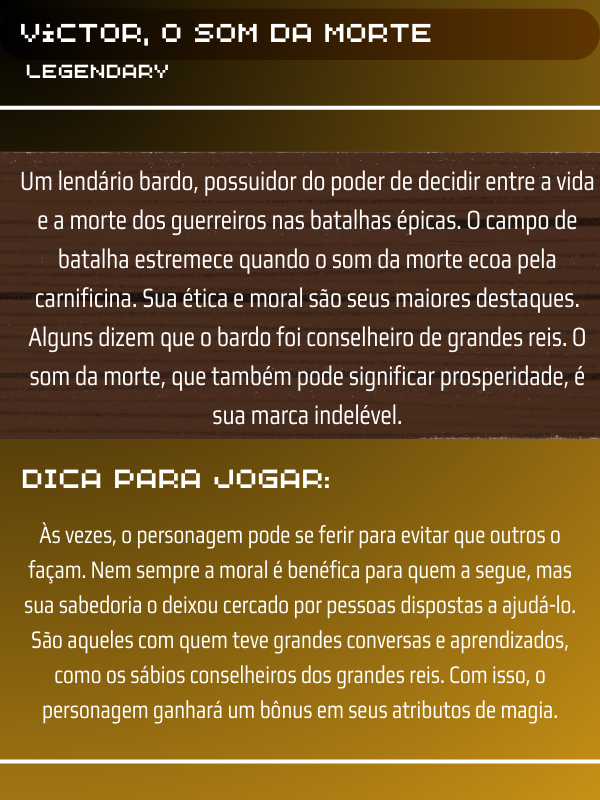 VíCTOR, O SOM DA MORTE
LEGENDARY
Um lendário bardo, possuidor do poder de decidir entre a vida
e a morte dos guerreiros nas batalhas épicas. O campo de
batalha estremece quando o som da morte ecoa pela
carnificina. Sua ética e moral são seus maiores destaques.
Alguns dizem que o bardo foi conselheiro de grandes reis. O
som da morte, que também pode significar prosperidade, é
sua marca indelével.
DICA PARA JOGAR:
Às vezes, o personagem pode se ferir para evitar que outros o
façam. Nem sempre a moral é benéfica para quem a segue, mas
sua sabedoria o deixou cercado por pessoas dispostas a ajudá-lo.
São aqueles com quem teve grandes conversas e aprendizados,
como os sábios conselheiros dos grandes reis. Com isso, o
personagem ganhará um bônus em seus atributos de magia.